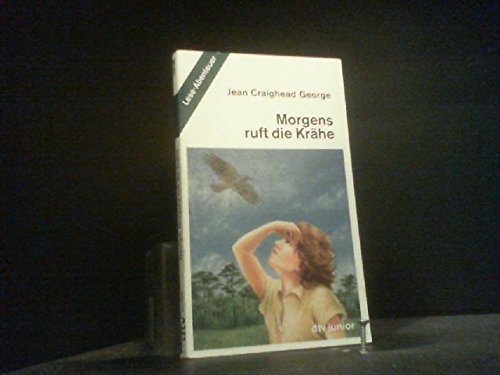 Lese-Abenteuer
Jean Craighead George
Morgens
ruft die Krähe
dtv junior